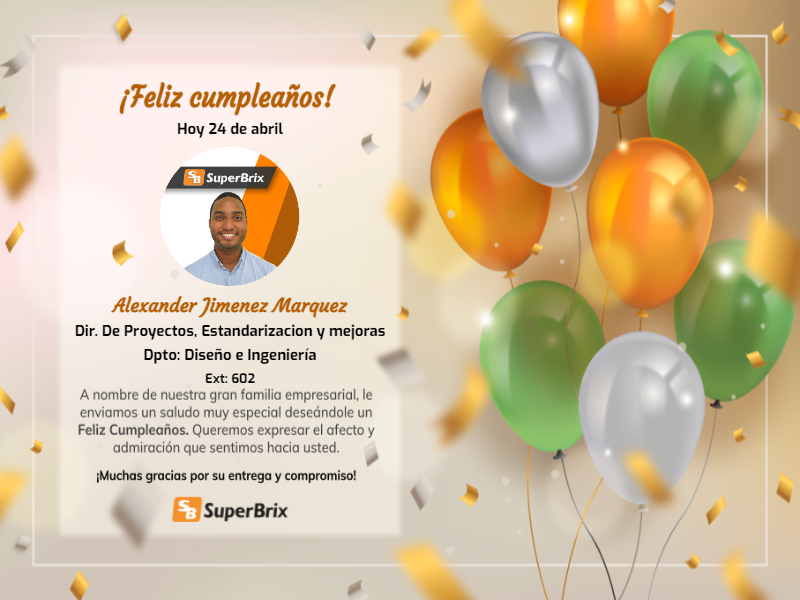 ¡Feliz cumpleaños!
Hoy 24 de abril
SB SuperBrix
Alexander Jimenez Marquez
Dir. De Proyectos, Estandarizacion y mejoras
Dpto: Diseño e Ingeniería
Ext: 602
A nombre de nuestra gran familia empresarial, le
enviamos un saludo muy especial deseándole un
Feliz Cumpleaños. Queremos expresar el afecto y
admiración que sentimos hacia usted.
¡Muchas gracias por su entrega y compromiso!
SB SuperBrix